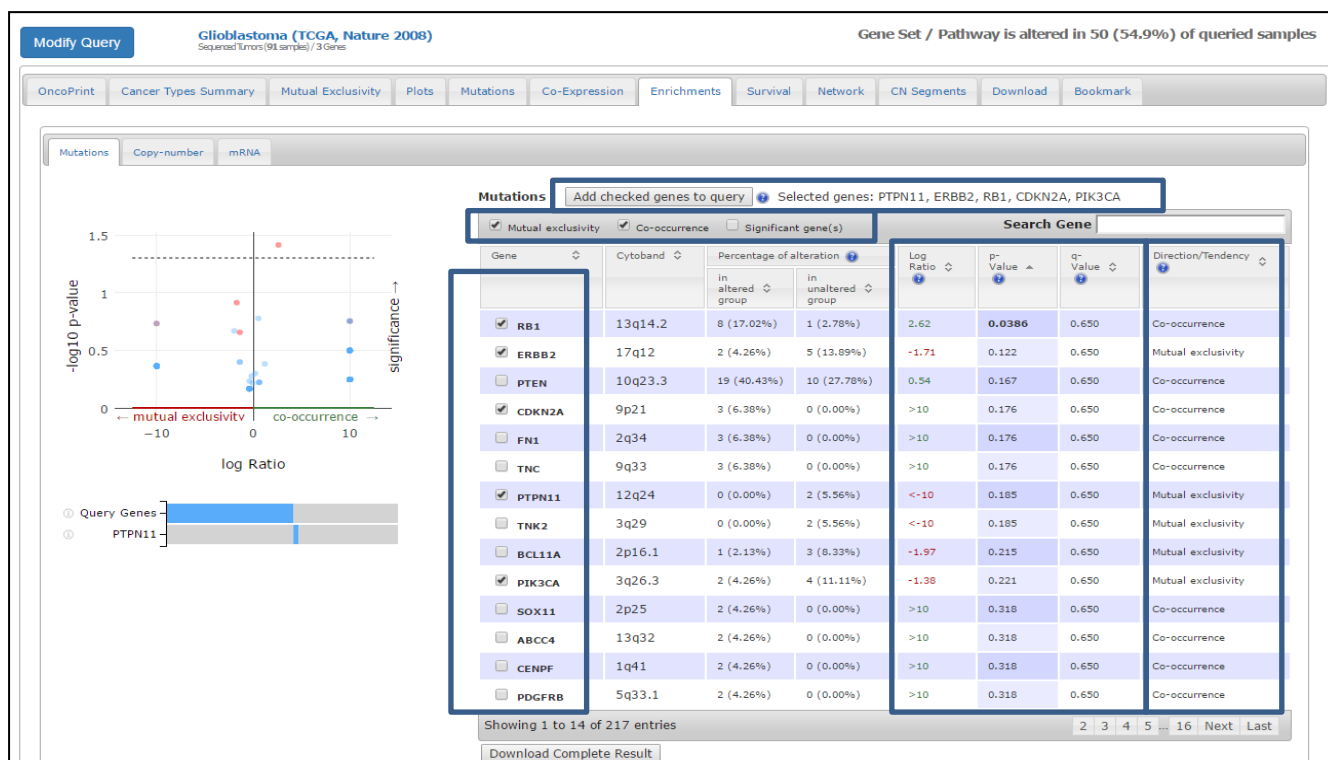 Modify Query
Glioblastoma (TCGA, Nature 2008)
Sequenced Tumors (91 samples) / 3 Genes
Gene Set / Pathway is altered in 50 (54.9%) of queried samples
OncoPrint Cancer Types Summary Mutual Exclusivity Plots Mutations Co-Expression Enrichments Survival Network CN Segments Download Bookmark
Mutations Copy-number mRNA
Mutations Add checked genes to query Selected genes: PTPN11, ERBB2, RB1, CDKN2A, PIK3CA
Mutual exclusivity Co-occurrence Significant gene(s) Search Gene
Gene Cytoband Percentage of alteration Log Ratio p-Value q-Value Direction/Tendency
in altered group in unaltered group
RB1 13q14.2 8 (17.02%) 1 (2.78%) 2.62 0.0386 0.650 Co-occurrence
ERBB2 17q12 2 (4.26%) 5 (13.89%) -1.71 0.122 0.650 Mutual exclusivity
PTEN 10q23.3 19 (40.43%) 10 (27.78%) 0.54 0.167 0.650 Co-occurrence
CDKN2A 9p21 3 (6.38%) 0 (0.00%) >10 0.176 0.650 Co-occurrence
FN1 2q34 3 (6.38%) 0 (0.00%) >10 0.176 0.650 Co-occurrence
TNC 9q33 3 (6.38%) 0 (0.00%) >10 0.176 0.650 Co-occurrence
PTPN11 12q24 0 (0.00%) 2 (5.56%) <-10 0.185 0.650 Mutual exclusivity
TNK2 3q29 0 (0.00%) 2 (5.56%) <-10 0.185 0.650 Mutual exclusivity
BCL11A 2p16.1 1 (2.13%) 3 (8.33%) -1.97 0.215 0.650 Mutual exclusivity
PIK3CA 3q26.3 2 (4.26%) 4 (11.11%) -1.38 0.221 0.650 Mutual exclusivity
SOX11 2p25 2 (4.26%) 0 (0.00%) >10 0.318 0.650 Co-occurrence
ABCC4 13q32 2 (4.26%) 0 (0.00%) >10 0.318 0.650 Co-occurrence
CENPF 1q41 2 (4.26%) 0 (0.00%) >10 0.318 0.650 Co-occurrence
PDGFRB 5q33.1 2 (4.26%) 0 (0.00%) >10 0.318 0.650 Co-occurrence
Showing 1 to 14 of 217 entries 2 3 4 5 ... 16 Next Last
Download Complete Result
-log10 p-value
1.5
1
0.5
0
significance →
← mutual exclusivity co-occurrence →
−10 0 10
log Ratio
Query Genes
PTPN11